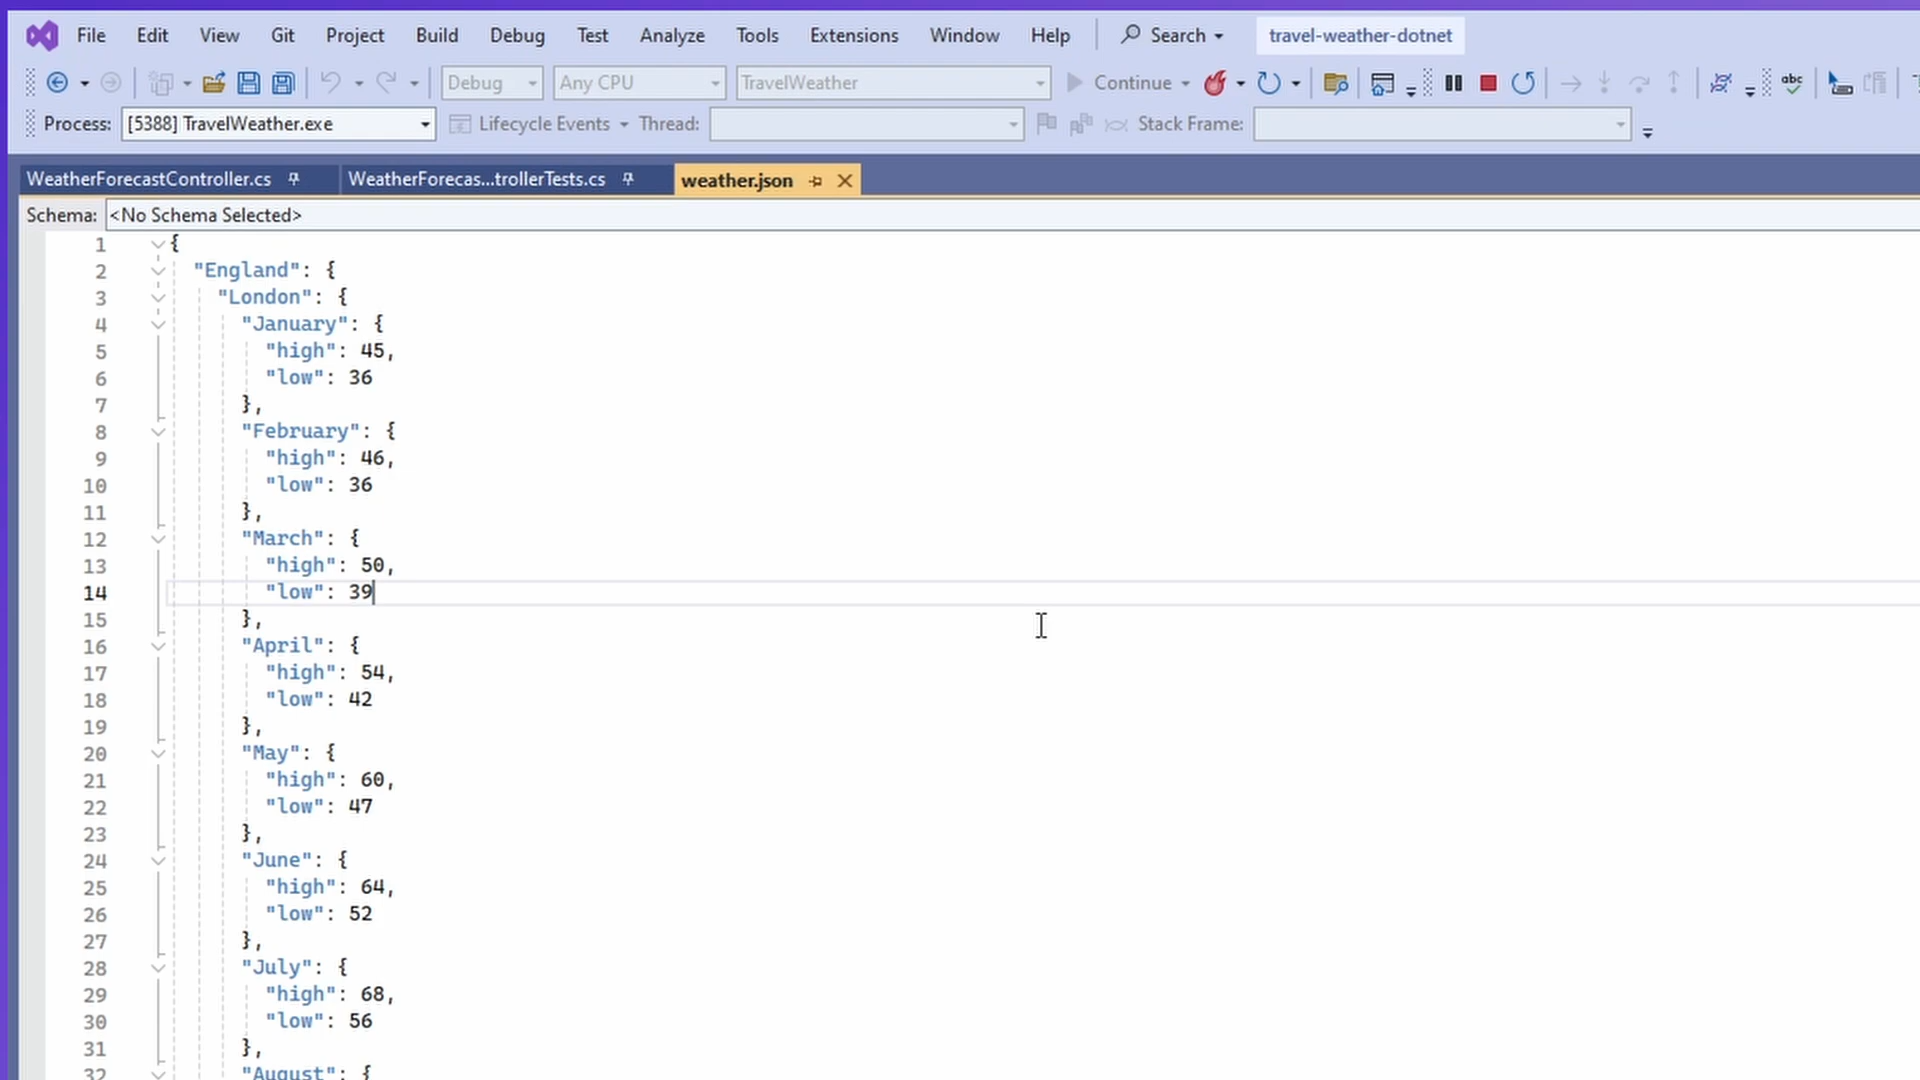 File Edit View Git Project Build Debug Test Analyze Tools Extensions Window Help Search travel-weather-dotnet
Debug Any CPU TravelWeather Continue abc
Process: [5388] TravelWeather.exe Lifecycle Events Thread: Stack Frame:
WeatherForecastController.cs WeatherForecas...trollerTests.cs weather.json
Schema: <No Schema Selected>
1 {
2 "England": {
3 "London": {
4 "January": {
5 "high": 45,
6 "low": 36
7 },
8 "February": {
9 "high": 46,
10 "low": 36
11 },
12 "March": {
13 "high": 50,
14 "low": 39
15 },
16 "April": {
17 "high": 54,
18 "low": 42
19 },
20 "May": {
21 "high": 60,
22 "low": 47
23 },
24 "June": {
25 "high": 64,
26 "low": 52
27 },
28 "July": {
29 "high": 68,
30 "low": 56
31 },
32 "August": {